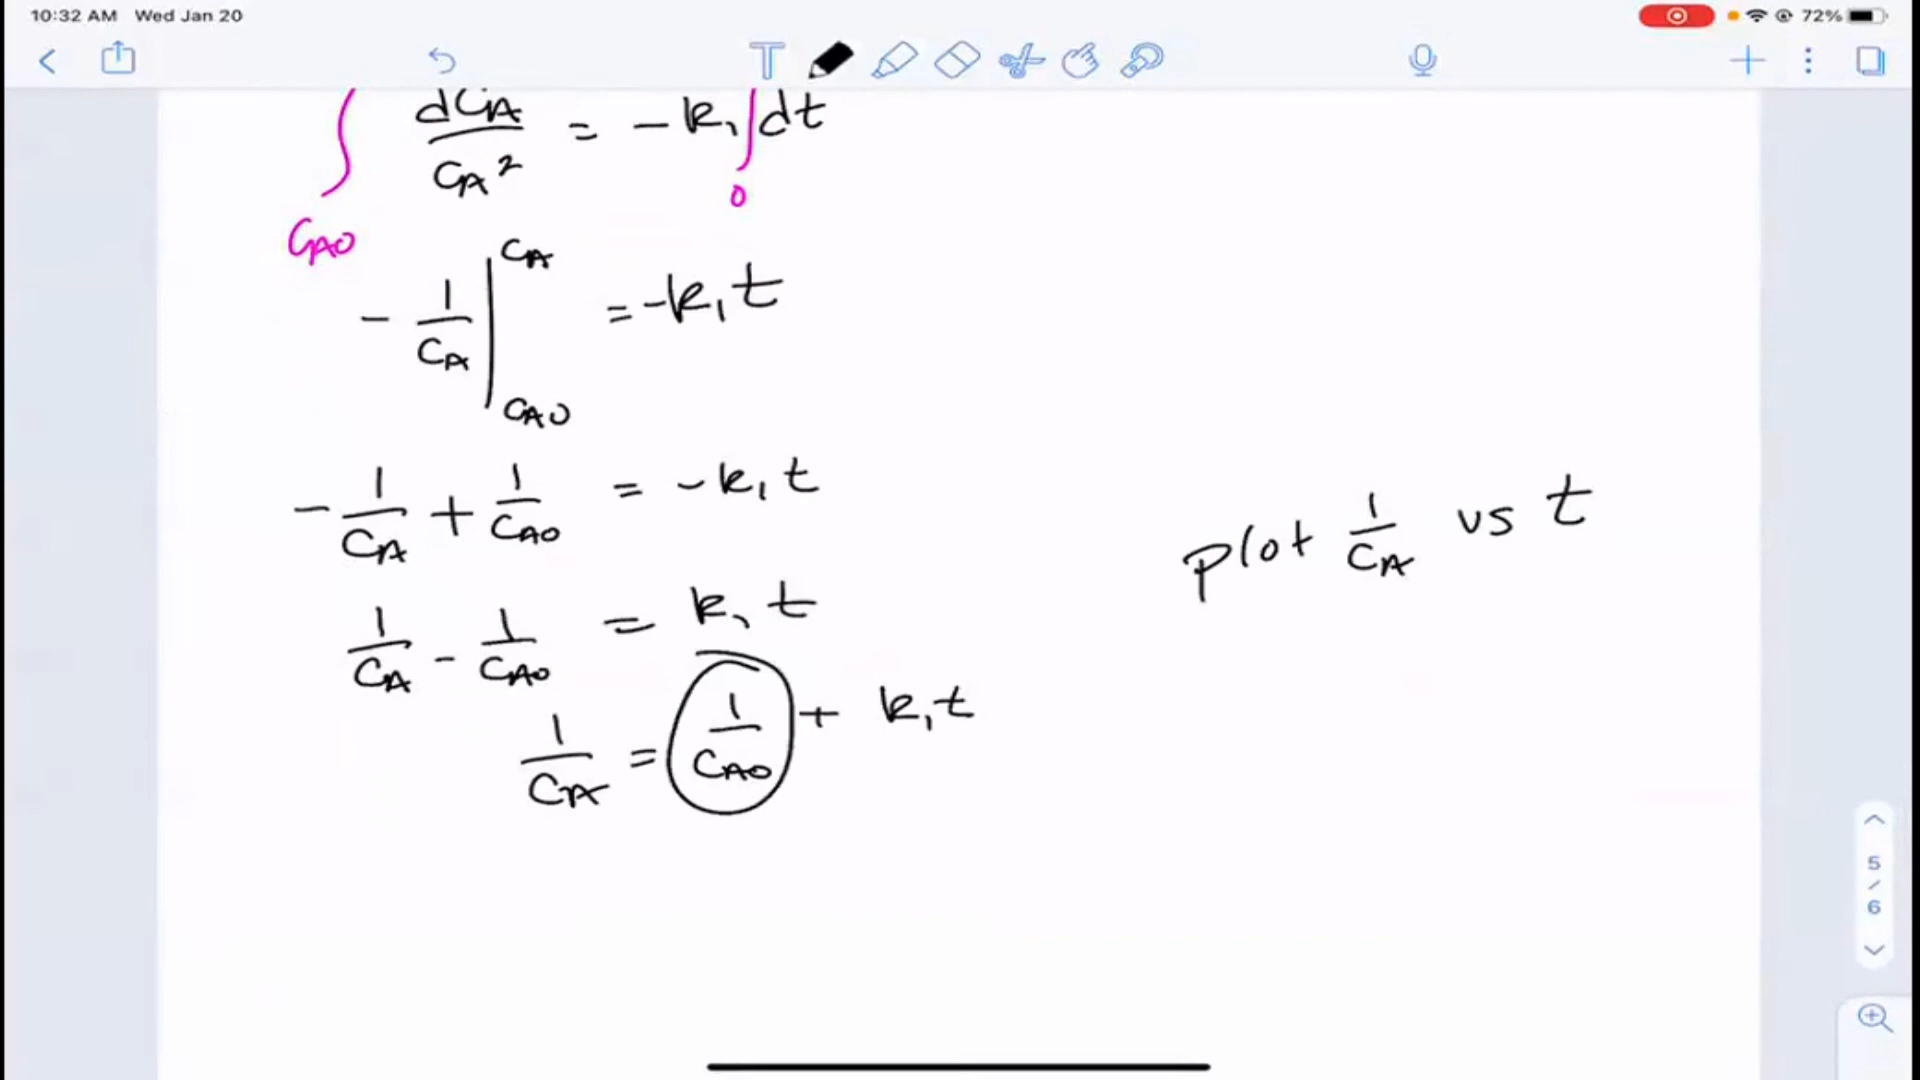 10:32 AM Wed Jan 20
72%
T
∫ dCA/CA² = -k₁ ∫ dt
CA0
0
-1/CA | CA CA0 = -k₁t
-1/CA + 1/CA0 = -k₁t
plot 1/CA vs t
1/CA - 1/CA0 = k₁t
1/CA = 1/CA0 + k₁t
5
/
6